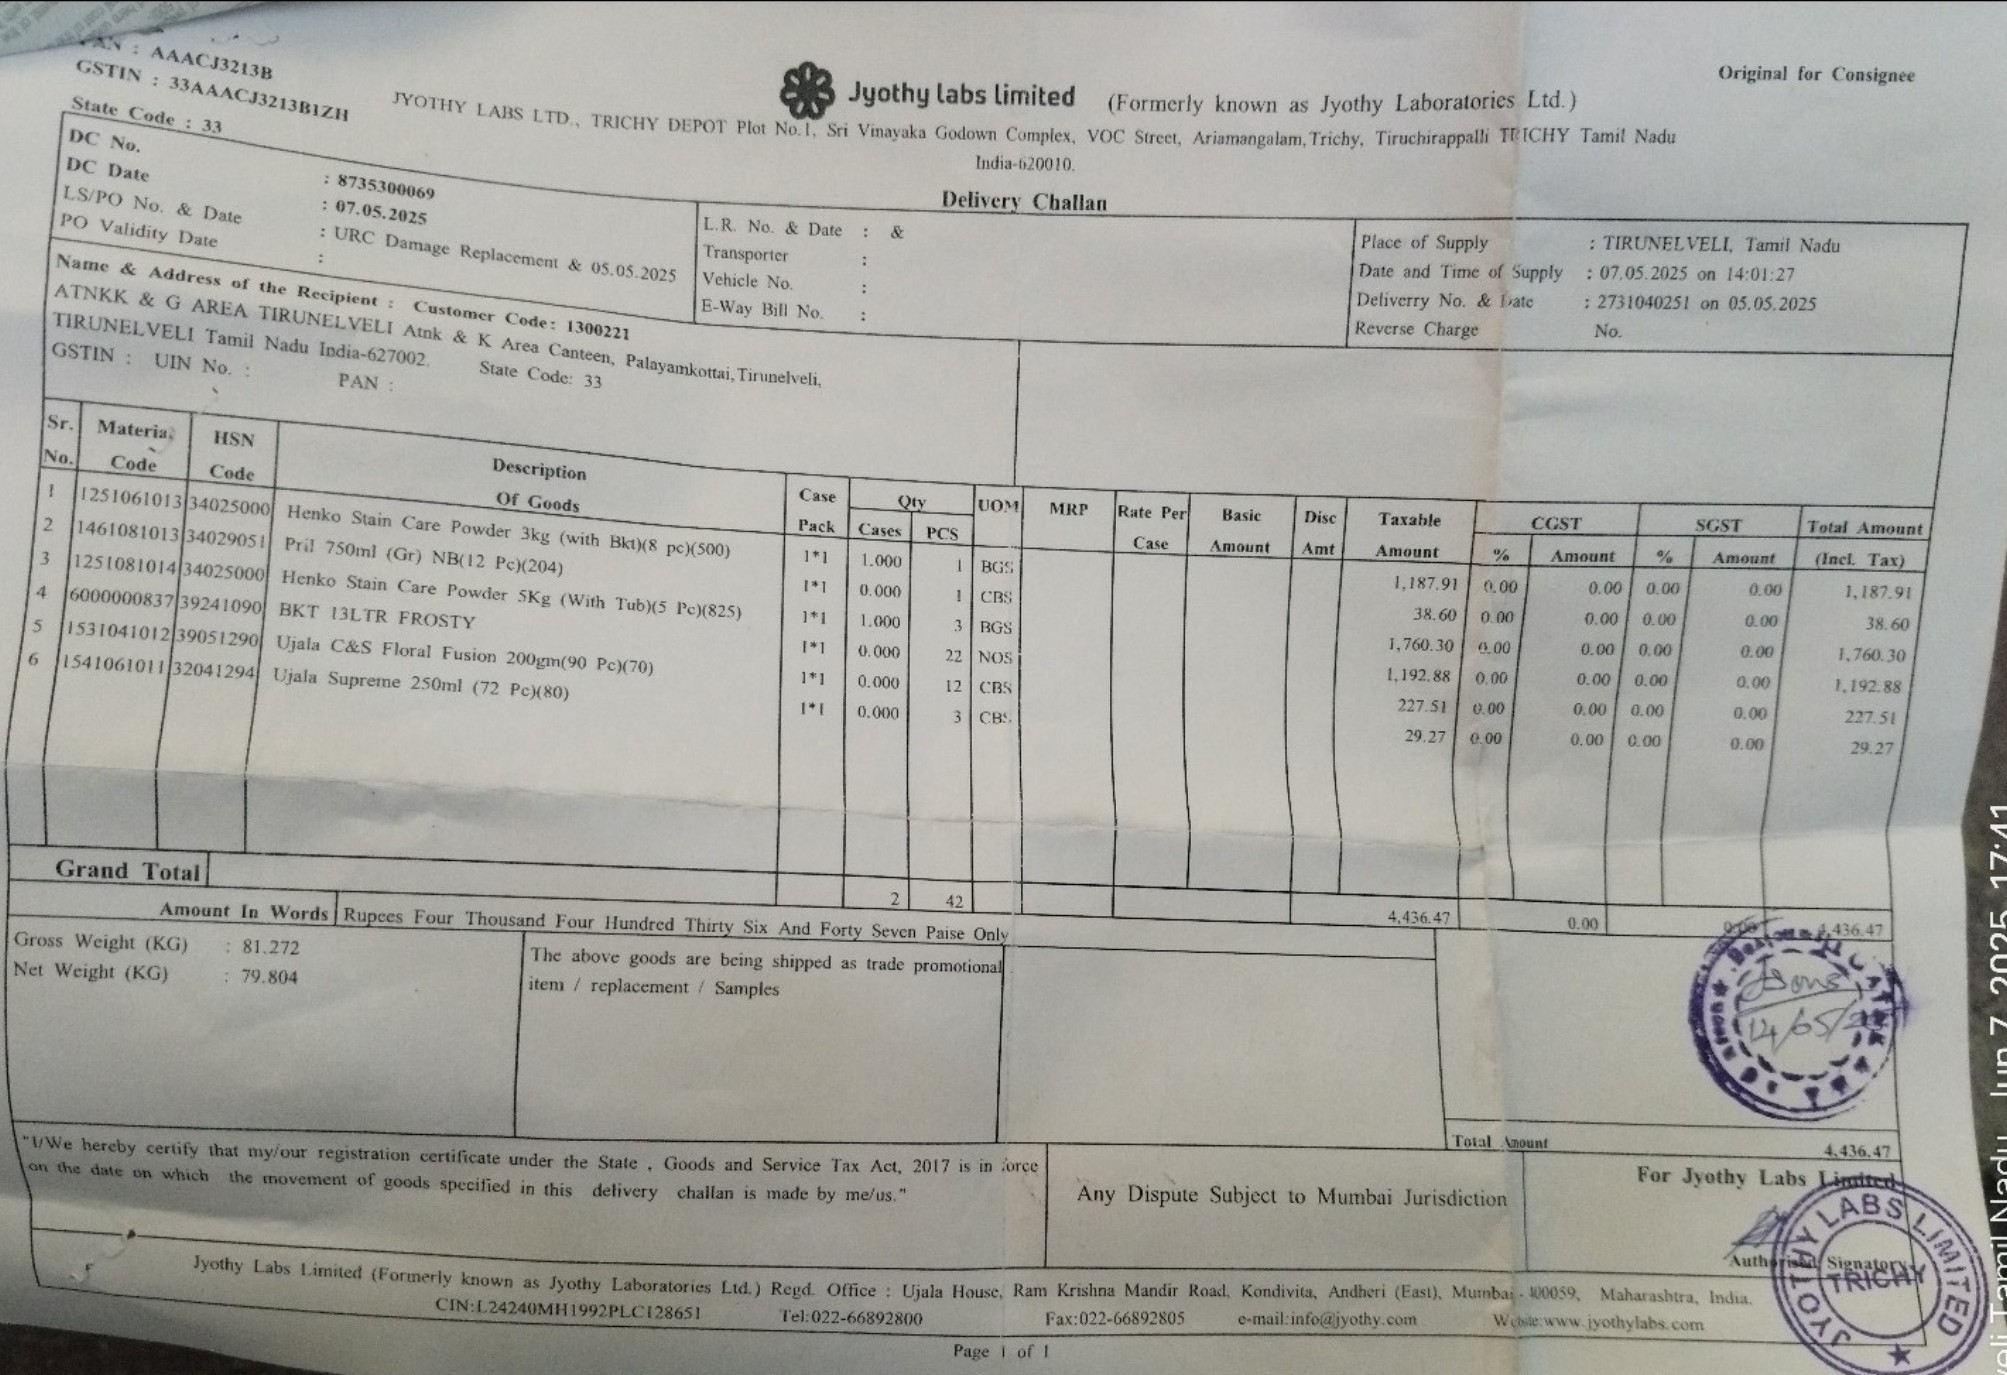 PAN : AAACJ3213B
GSTIN : 33AAACJ3213B1ZH
State Code : 33
Original for Consignee
Jyothy labs limited (Formerly known as Jyothy Laboratories Ltd.)
JYOTHY LABS LTD., TRICHY DEPOT Plot No.1, Sri Vinayaka Godown Complex, VOC Street, Ariamangalam,Trichy, Tiruchirappalli TRICHY Tamil Nadu
India-620010.
Delivery Challan
DC No. : 8735300069
DC Date : 07.05.2025
LS/PO No. & Date : URC Damage Replacement & 05.05.2025
PO Validity Date :
L.R. No. & Date : &
Transporter :
Vehicle No. :
E-Way Bill No. :
Place of Supply : TIRUNELVELI, Tamil Nadu
Date and Time of Supply : 07.05.2025 on 14:01:27
Deliverry No. & Date : 2731040251 on 05.05.2025
Reverse Charge No.
Name & Address of the Recipient : Customer Code: 1300221
ATNKK & G AREA TIRUNELVELI Atnk & K Area Canteen, Palayamkottai,Tirunelveli,
TIRUNELVELI Tamil Nadu India-627002. State Code: 33
GSTIN : UIN No. : PAN :
Sr. No. Material Code HSN Code Description Of Goods Case Pack Qty Cases PCS UOM MRP Rate Per Case Basic Amount Disc Amt Taxable Amount CGST % Amount SGST % Amount Total Amount (Incl. Tax)
1 1251061013 34025000 Henko Stain Care Powder 3kg (with Bkt)(8 pc)(500) 1*1 1.000 1 BGS 1,187.91 0.00 0.00 0.00 0.00 1,187.91
2 1461081013 34029051 Pril 750ml (Gr) NB(12 Pc)(204) 1*1 0.000 1 CBS 38.60 0.00 0.00 0.00 0.00 38.60
3 1251081014 34025000 Henko Stain Care Powder 5Kg (With Tub)(5 Pc)(825) 1*1 1.000 3 BGS 1,760.30 0.00 0.00 0.00 0.00 1,760.30
4 6000000837 39241090 BKT 13LTR FROSTY 1*1 0.000 22 NOS 1,192.88 0.00 0.00 0.00 0.00 1,192.88
5 1531041012 39051290 Ujala C&S Floral Fusion 200gm(90 Pc)(70) 1*1 0.000 12 CBS 227.51 0.00 0.00 0.00 0.00 227.51
6 1541061011 32041294 Ujala Supreme 250ml (72 Pc)(80) 1*1 0.000 3 CBS 29.27 0.00 0.00 0.00 0.00 29.27
Grand Total 2 42 4,436.47 0.00 0.00 4,436.47
Amount In Words Rupees Four Thousand Four Hundred Thirty Six And Forty Seven Paise Only
Gross Weight (KG) : 81.272
Net Weight (KG) : 79.804
The above goods are being shipped as trade promotional
item / replacement / Samples
14/05/
Total Amount 4,436.47
"I/We hereby certify that my/our registration certificate under the State , Goods and Service Tax Act, 2017 is in force
on the date on which the movement of goods specified in this delivery challan is made by me/us."
Any Dispute Subject to Mumbai Jurisdiction
For Jyothy Labs Limited
Authorised Signatory
JYOTHY LABS LIMITED
TRICHY
Jyothy Labs Limited (Formerly known as Jyothy Laboratories Ltd.) Regd. Office : Ujala House, Ram Krishna Mandir Road, Kondivita, Andheri (East), Mumbai - 400059, Maharashtra, India.
CIN:L24240MH1992PLC128651 Tel:022-66892800 Fax:022-66892805 e-mail:info@jyothy.com Website:www.jyothylabs.com
Page 1 of 1
Tamil Nadu Jun 7, 2025 17:41